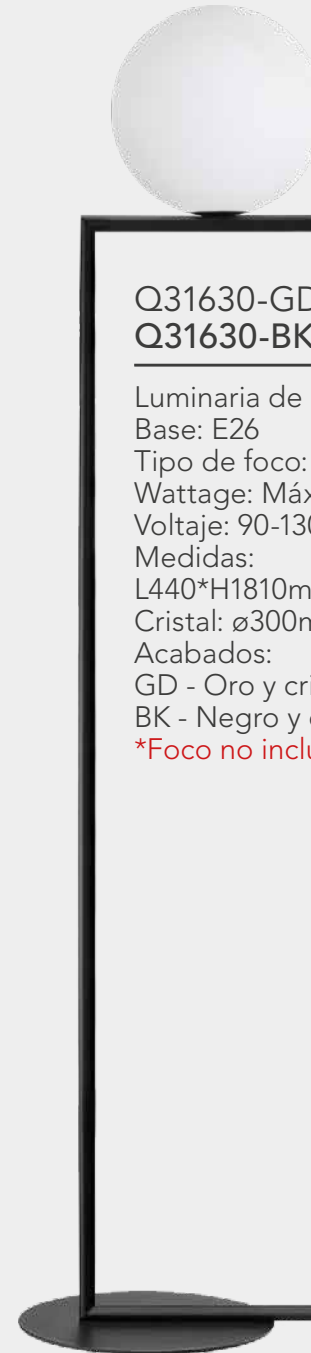 Q31630-GD
Q31630-BK
Luminaria de
Base: E26
Tipo de foco:
Wattage: Máx
Voltaje: 90-130
Medidas:
L440*H1810m
Cristal: ø300m
Acabados:
GD - Oro y cri
BK - Negro y
*Foco no inclu